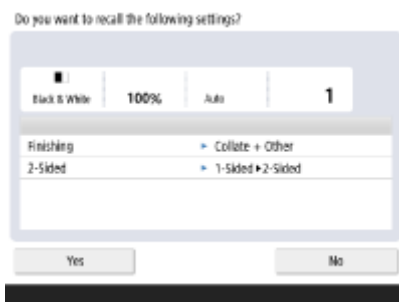 Do you want to recall the following settings?
Black & White 100% Auto 1
Finishing ► Collate + Other
2-Sided ► 1-Sided►2-Sided
Yes No